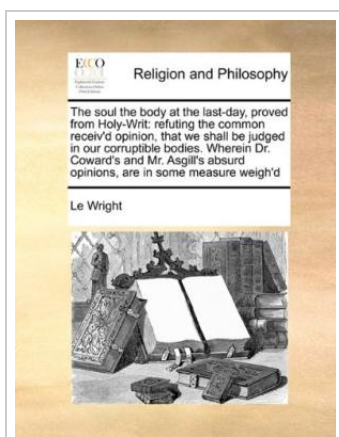 ECCO
Religion and Philosophy
The soul the body at the last-day, proved
from Holy-Writ: refuting the common
receiv'd opinion, that we shall be judged
in our corruptible bodies. Wherein Dr.
Coward's and Mr. Asgill's absurd
opinions, are in some measure weigh'd
Le Wright